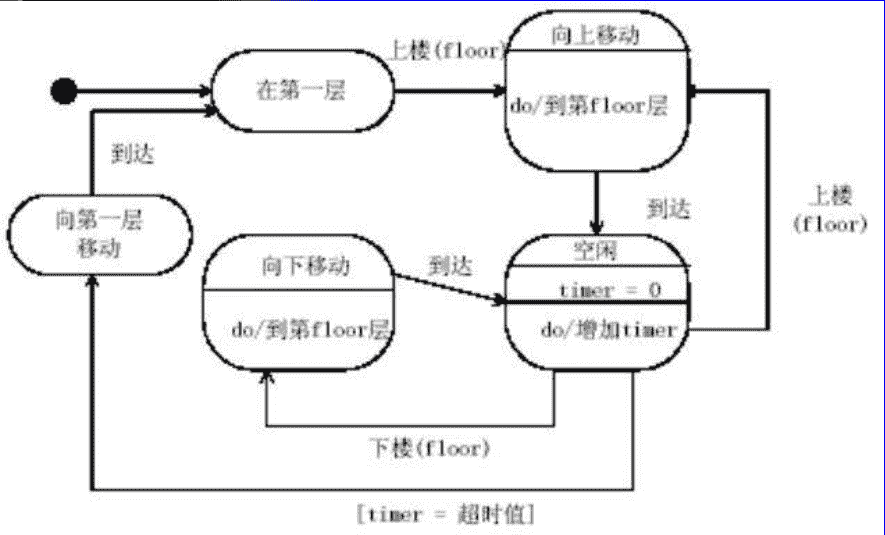 上楼(floor)
向上移动
在第一层
do/到第floor层
到达
上楼
(floor)
到达
向第一层
移动
空闲
向下移动
到达
timer = 0
do/到第floor层
do/增加timer
下楼(floor)
[timer = 超时值]